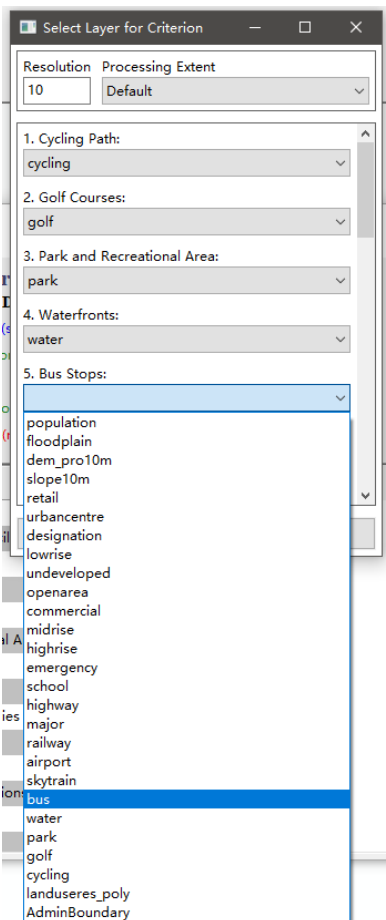 Select Layer for Criterion
Resolution Processing Extent
10 Default
1. Cycling Path:
cycling
2. Golf Courses:
golf
3. Park and Recreational Area:
park
4. Waterfronts:
water
5. Bus Stops:
population
floodplain
dem_pro10m
slope10m
retail
urbancentre
designation
lowrise
undeveloped
openarea
commercial
midrise
highrise
emergency
school
highway
major
railway
airport
skytrain
bus
water
park
golf
cycling
landuseres_poly
AdminBoundary